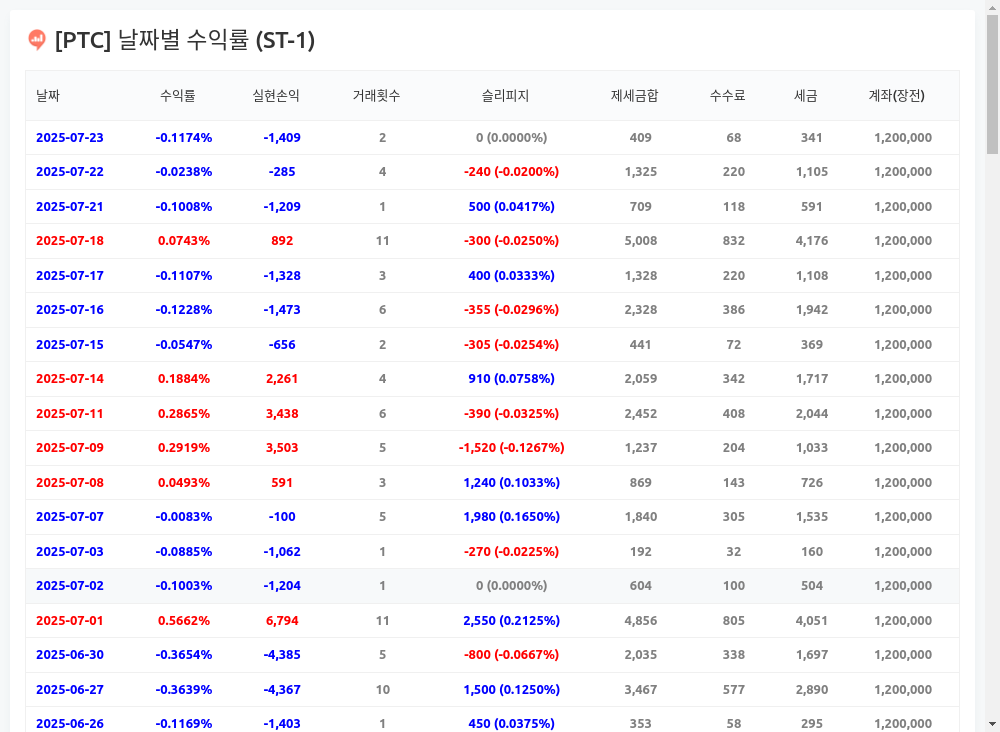 [PTC] 날짜별 수익률 (ST-1)
날짜 수익률 실현손익 거래횟수 슬리피지 제세금합 수수료 세금 계좌(장전)
2025-07-23 -0.1174% -1,409 2 0 (0.0000%) 409 68 341 1,200,000
2025-07-22 -0.0238% -285 4 -240 (-0.0200%) 1,325 220 1,105 1,200,000
2025-07-21 -0.1008% -1,209 1 500 (0.0417%) 709 118 591 1,200,000
2025-07-18 0.0743% 892 11 -300 (-0.0250%) 5,008 832 4,176 1,200,000
2025-07-17 -0.1107% -1,328 3 400 (0.0333%) 1,328 220 1,108 1,200,000
2025-07-16 -0.1228% -1,473 6 -355 (-0.0296%) 2,328 386 1,942 1,200,000
2025-07-15 -0.0547% -656 2 -305 (-0.0254%) 441 72 369 1,200,000
2025-07-14 0.1884% 2,261 4 910 (0.0758%) 2,059 342 1,717 1,200,000
2025-07-11 0.2865% 3,438 6 -390 (-0.0325%) 2,452 408 2,044 1,200,000
2025-07-09 0.2919% 3,503 5 -1,520 (-0.1267%) 1,237 204 1,033 1,200,000
2025-07-08 0.0493% 591 3 1,240 (0.1033%) 869 143 726 1,200,000
2025-07-07 -0.0083% -100 5 1,980 (0.1650%) 1,840 305 1,535 1,200,000
2025-07-03 -0.0885% -1,062 1 -270 (-0.0225%) 192 32 160 1,200,000
2025-07-02 -0.1003% -1,204 1 0 (0.0000%) 604 100 504 1,200,000
2025-07-01 0.5662% 6,794 11 2,550 (0.2125%) 4,856 805 4,051 1,200,000
2025-06-30 -0.3654% -4,385 5 -800 (-0.0667%) 2,035 338 1,697 1,200,000
2025-06-27 -0.3639% -4,367 10 1,500 (0.1250%) 3,467 577 2,890 1,200,000
2025-06-26 -0.1169% -1,403 1 450 (0.0375%) 353 58 295 1,200,000